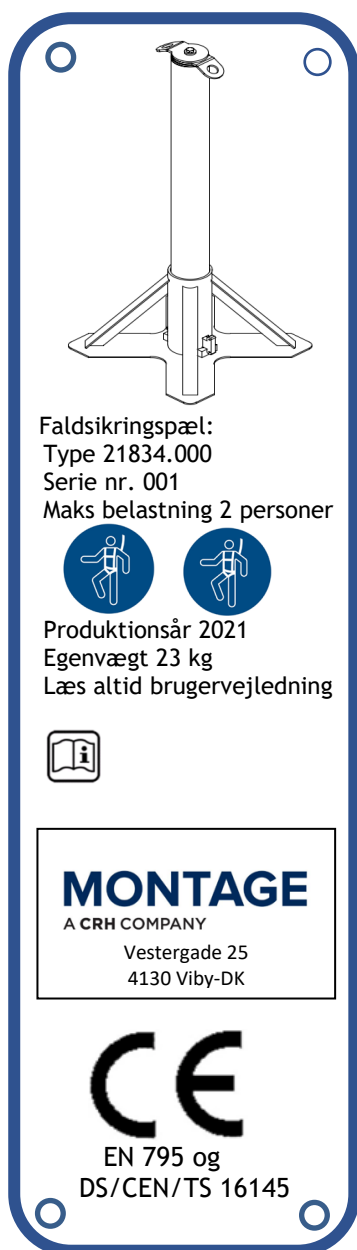 Faldsikringspæl:
Type 21834.000
Serie nr. 001
Maks belastning 2 personer
Produktionsår 2021
Egenvægt 23 kg
Læs altid brugervejledning
i
MONTAGE
A CRH COMPANY
Vestergade 25
4130 Viby-DK
CE
EN 795 og
DS/CEN/TS 16145